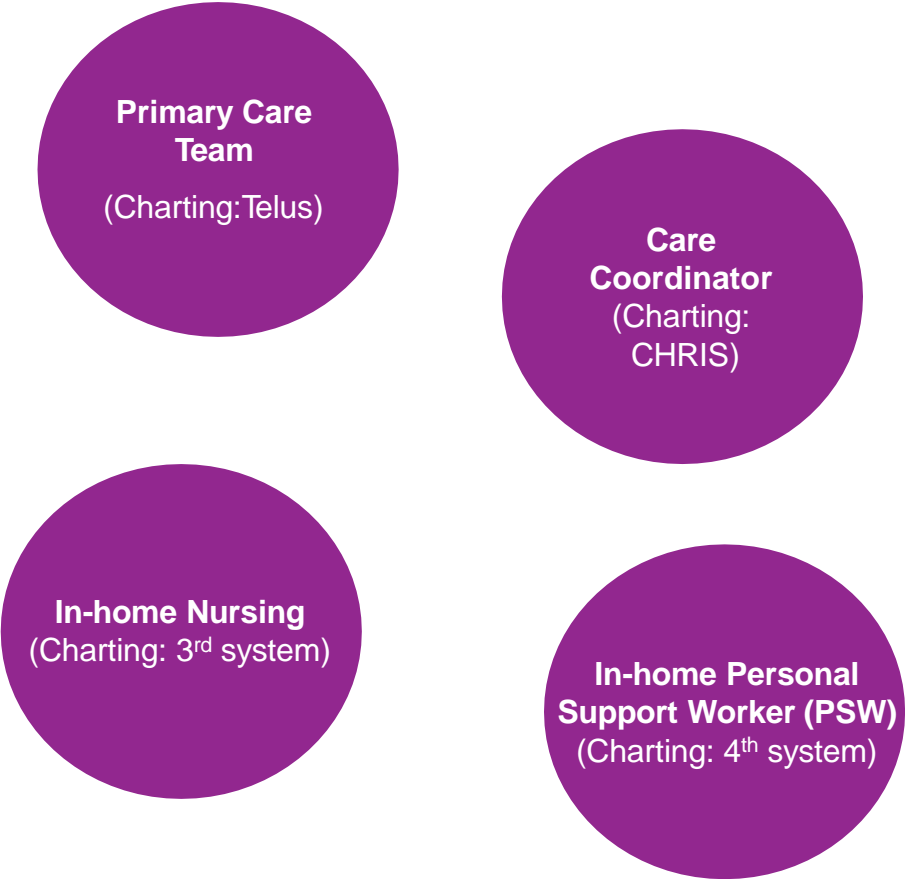 Primary Care
Team
(Charting:Telus)
Care
Coordinator
(Charting:
CHRIS)
In-home Nursing
(Charting: 3rd system)
In-home Personal
Support Worker (PSW)
(Charting: 4th system)